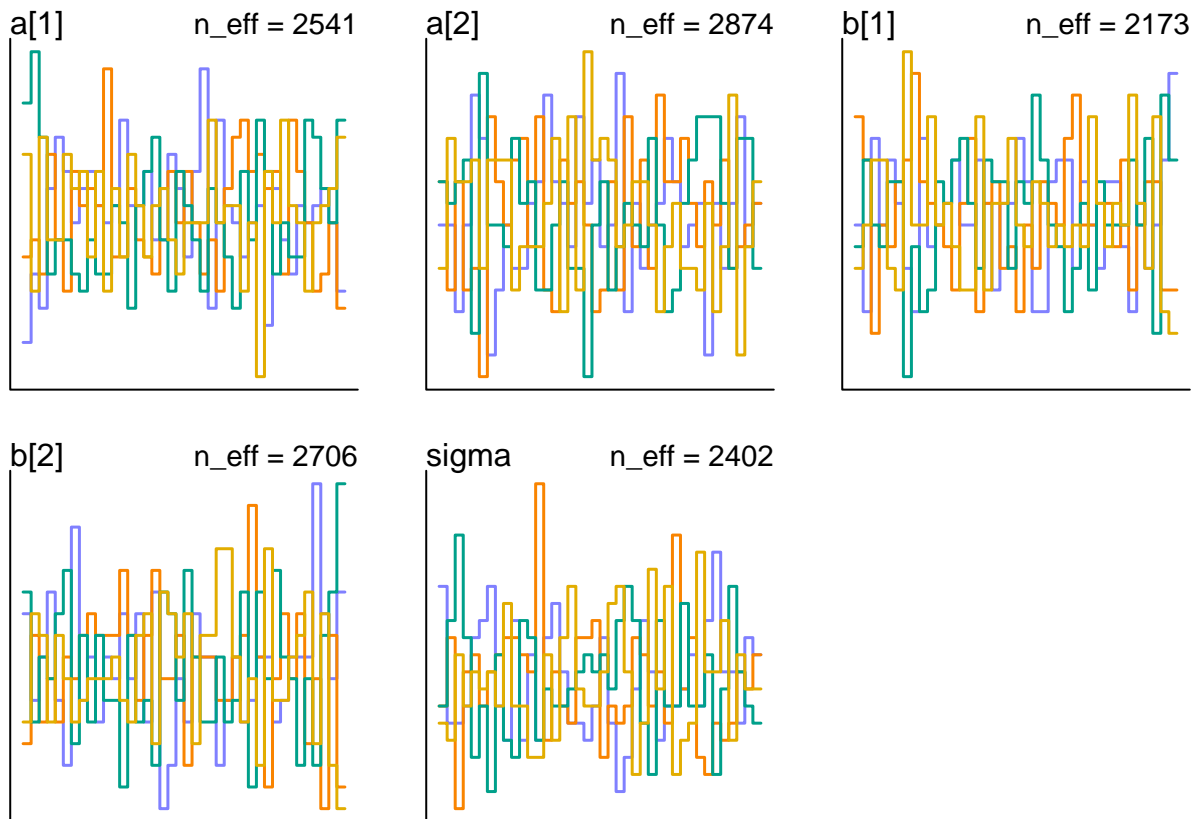 a[1] n_eff = 2541
a[2] n_eff = 2874
b[1] n_eff = 2173
b[2] n_eff = 2706
sigma n_eff = 2402